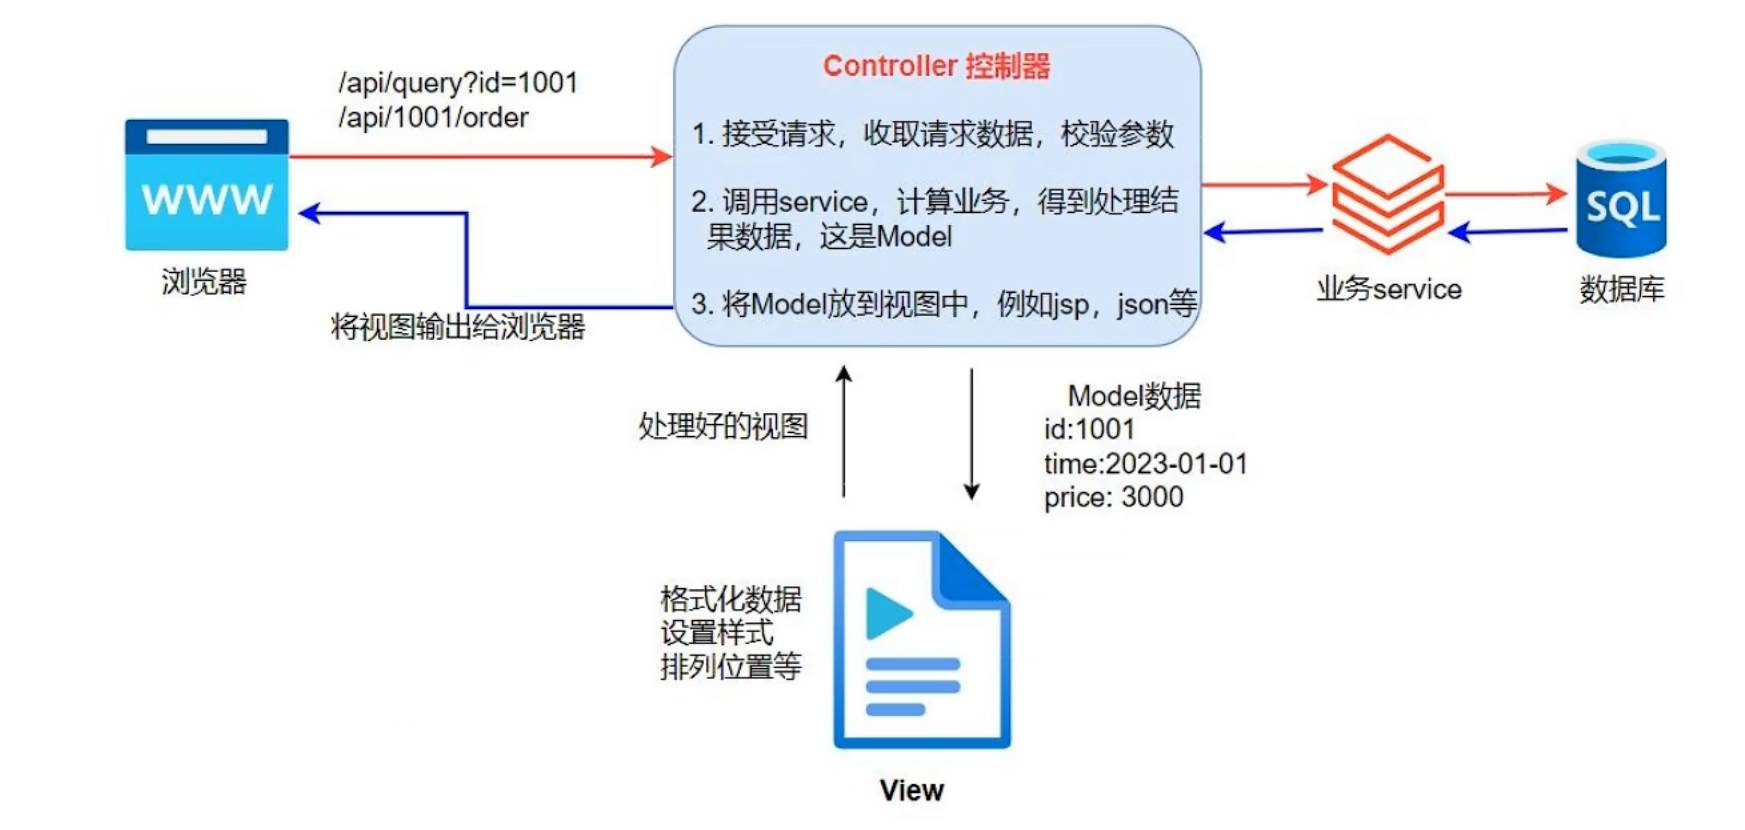 /api/query?id=1001
/api/1001/order
WWW
浏览器
将视图输出给浏览器
Controller 控制器
1. 接受请求，收取请求数据，校验参数
2. 调用service，计算业务，得到处理结
果数据，这是Model
3. 将Model放到视图中，例如jsp，json等
业务service
SQL
数据库
处理好的视图
Model数据
id:1001
time:2023-01-01
price: 3000
格式化数据
设置样式
排列位置等
View